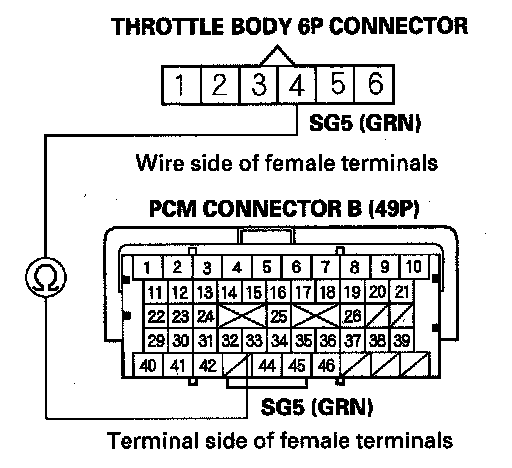 THROTTLE BODY 6P CONNECTOR
1 2 3 4 5 6
SG5 (GRN)
Wire side of female terminals
PCM CONNECTOR B (49P)
1 2 3 4 5 6 7 8 9 10
11 12 13 14 15 16 17 18 19 20 21
22 23 24 25 26
29 30 31 32 33 34 35 36 37 38 39
40 41 42 44 45 46
Ω
SG5 (GRN)
Terminal side of female terminals